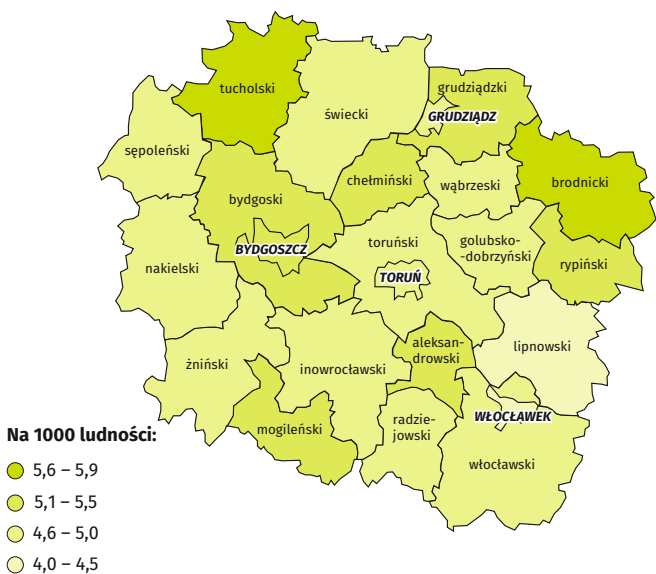 tucholski
grudziądzki
świecki
GRUDZIĄDZ
sępoleński
chełmiński
wąbrzeski
brodnicki
bydgoski
toruński
golubsko-
-dobrzyński
BYDGOSZCZ
nakielski
TORUŃ
rypiński
aleksan-
drowski
lipnowski
żniński
inowrocławski
radzie-
jowski
WŁOCŁAWEK
mogileński
włocławski
Na 1000 ludności:
5,6 – 5,9
5,1 – 5,5
4,6 – 5,0
4,0 – 4,5